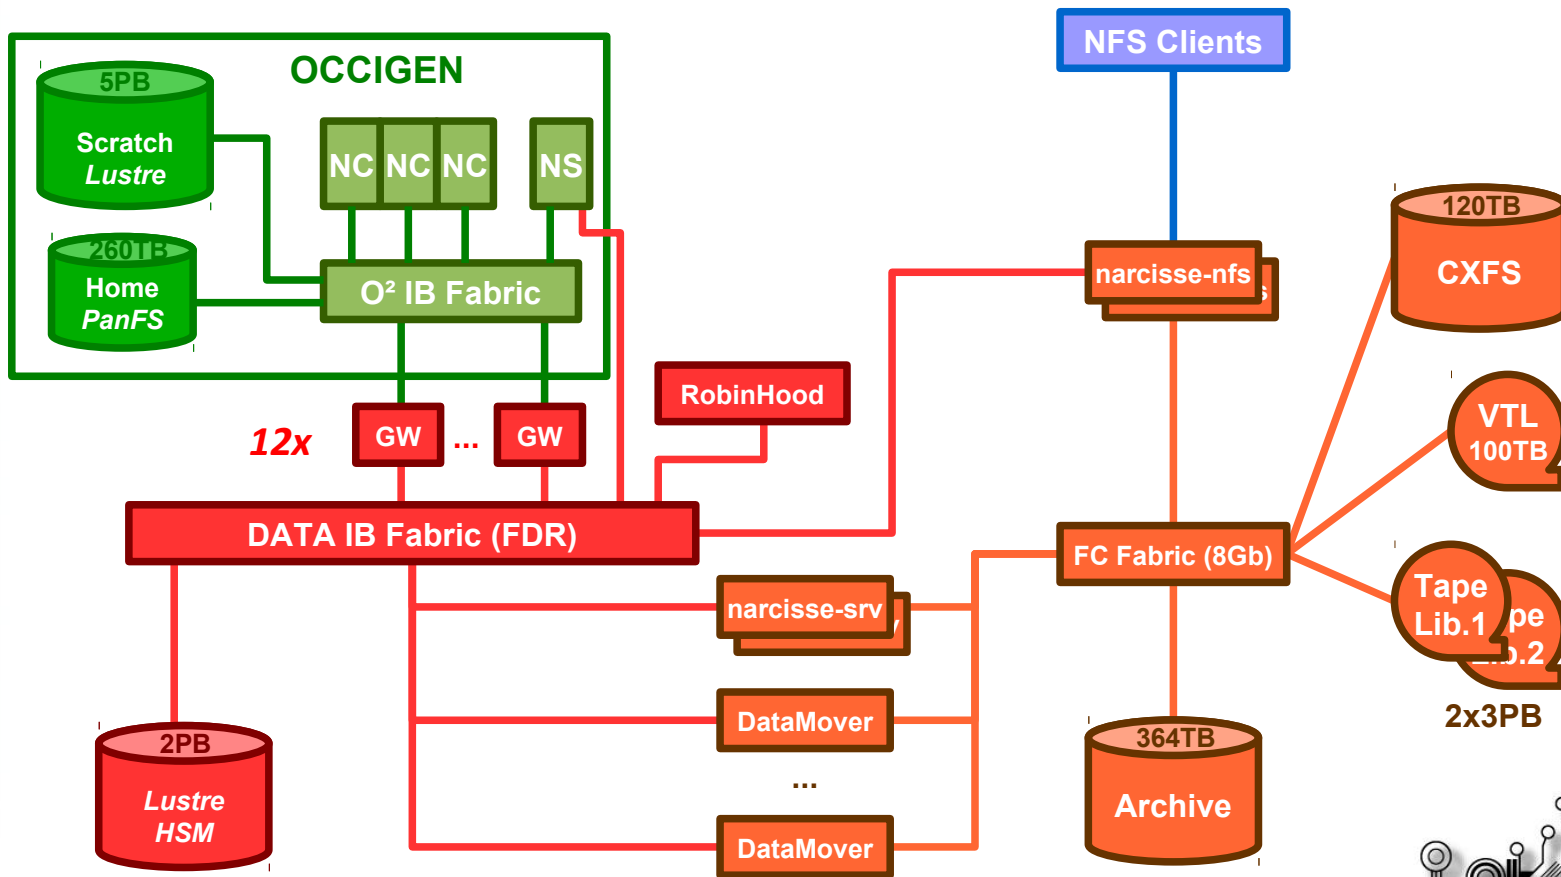 OCCIGEN
5PB
Scratch
Lustre
260TB
Home
PanFS
NC NC NC NS
O² IB Fabric
NFS Clients
narcisse-nfs
s
120TB
CXFS
12x
GW ... GW
RobinHood
VTL
100TB
DATA IB Fabric (FDR)
FC Fabric (8Gb)
narcisse-srv
Tape
Lib.1
pe
.2
2x3PB
DataMover
...
DataMover
2PB
Lustre
HSM
364TB
Archive